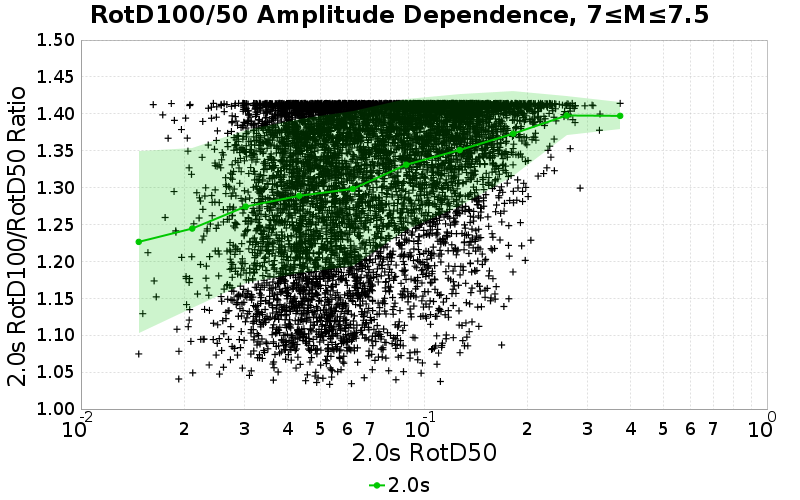 RotD100/50 Amplitude Dependence, 7≤M≤7.5
2.0s RotD100/RotD50 Ratio
1.50
1.45
1.40
1.35
1.30
1.25
1.20
1.15
1.10
1.05
1.00
10-2 2 3 4 5 6 7 10-1 2 3 4 5 6 7 100
2.0s RotD50
2.0s